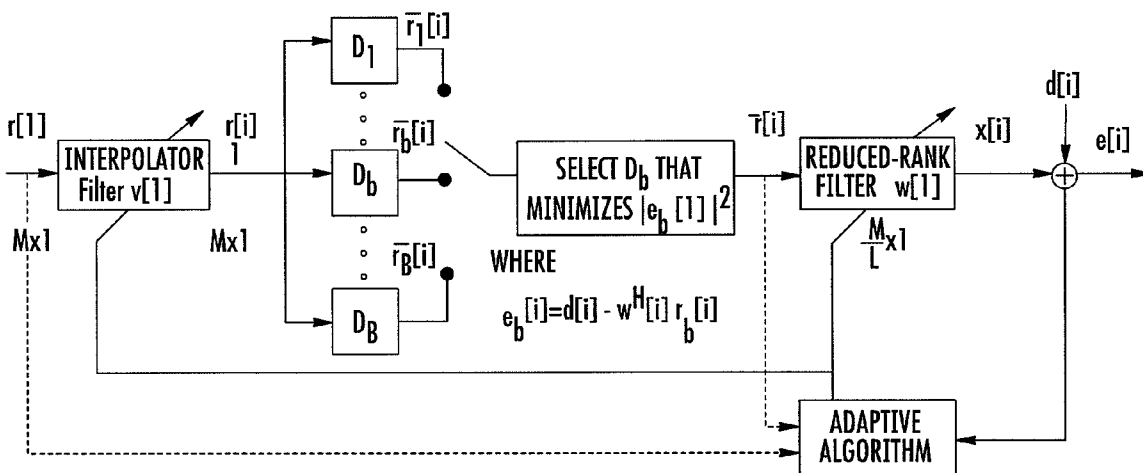 r[1]
INTERPOLATOR
Filter v[1]
Mx1
r[i]
1
Mx1
D1
r̅1[i]
Db
r̅b[i]
DB
r̅B[i]
SELECT Db THAT
MINIMIZES |eb [1] |2
WHERE
eb[i]=d[i] - wH[i] rb[i]
r̅[i]
REDUCED-RANK
FILTER w[1]
M/L x1
x[i]
d[i]
+
e[i]
ADAPTIVE
ALGORITHM